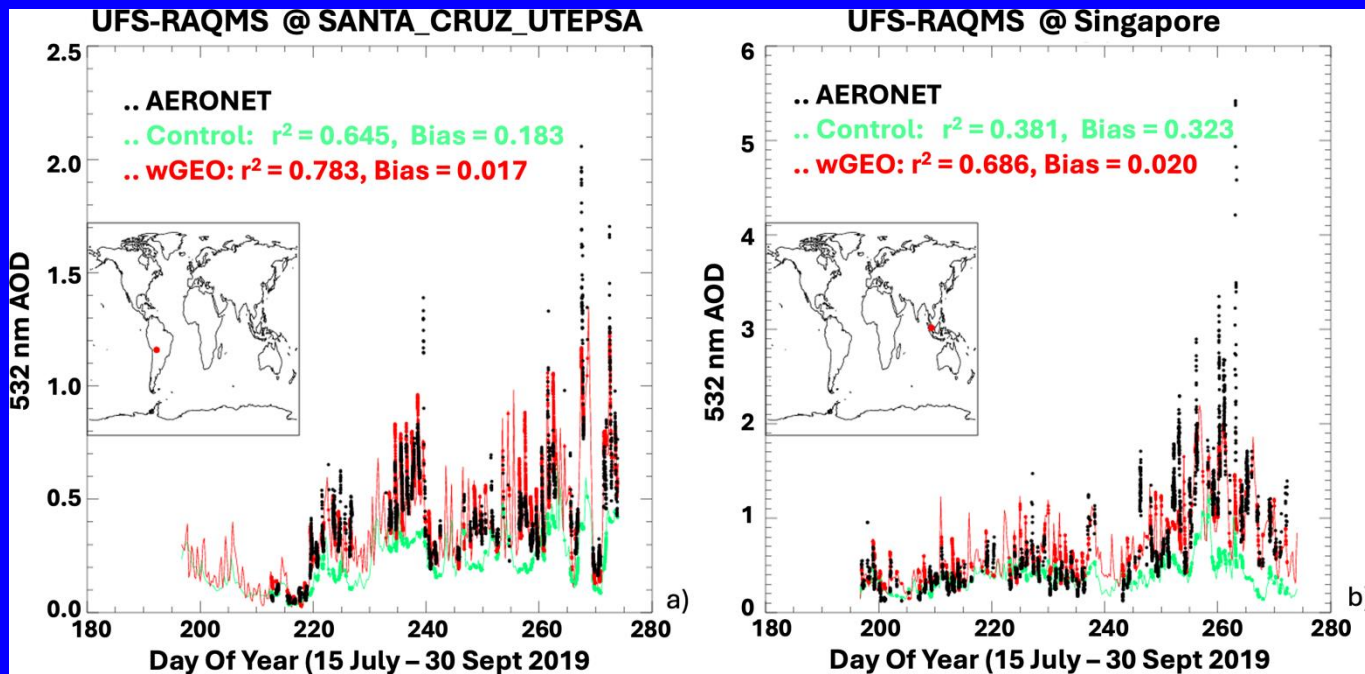 UFS-RAQMS @ SANTA_CRUZ_UTEPSA
2.5
2.0
1.5
1.0
0.5
0.0
532 nm AOD
.. AERONET
.. Control: r² = 0.645, Bias = 0.183
.. wGEO: r² = 0.783, Bias = 0.017
180 200 220 240 260 280
Day Of Year (15 July – 30 Sept 2019
a)
UFS-RAQMS @ Singapore
6
5
4
3
2
1
0
532 nm AOD
.. AERONET
.. Control: r² = 0.381, Bias = 0.323
.. wGEO: r² = 0.686, Bias = 0.020
180 200 220 240 260 280
Day Of Year (15 July – 30 Sept 2019
b)